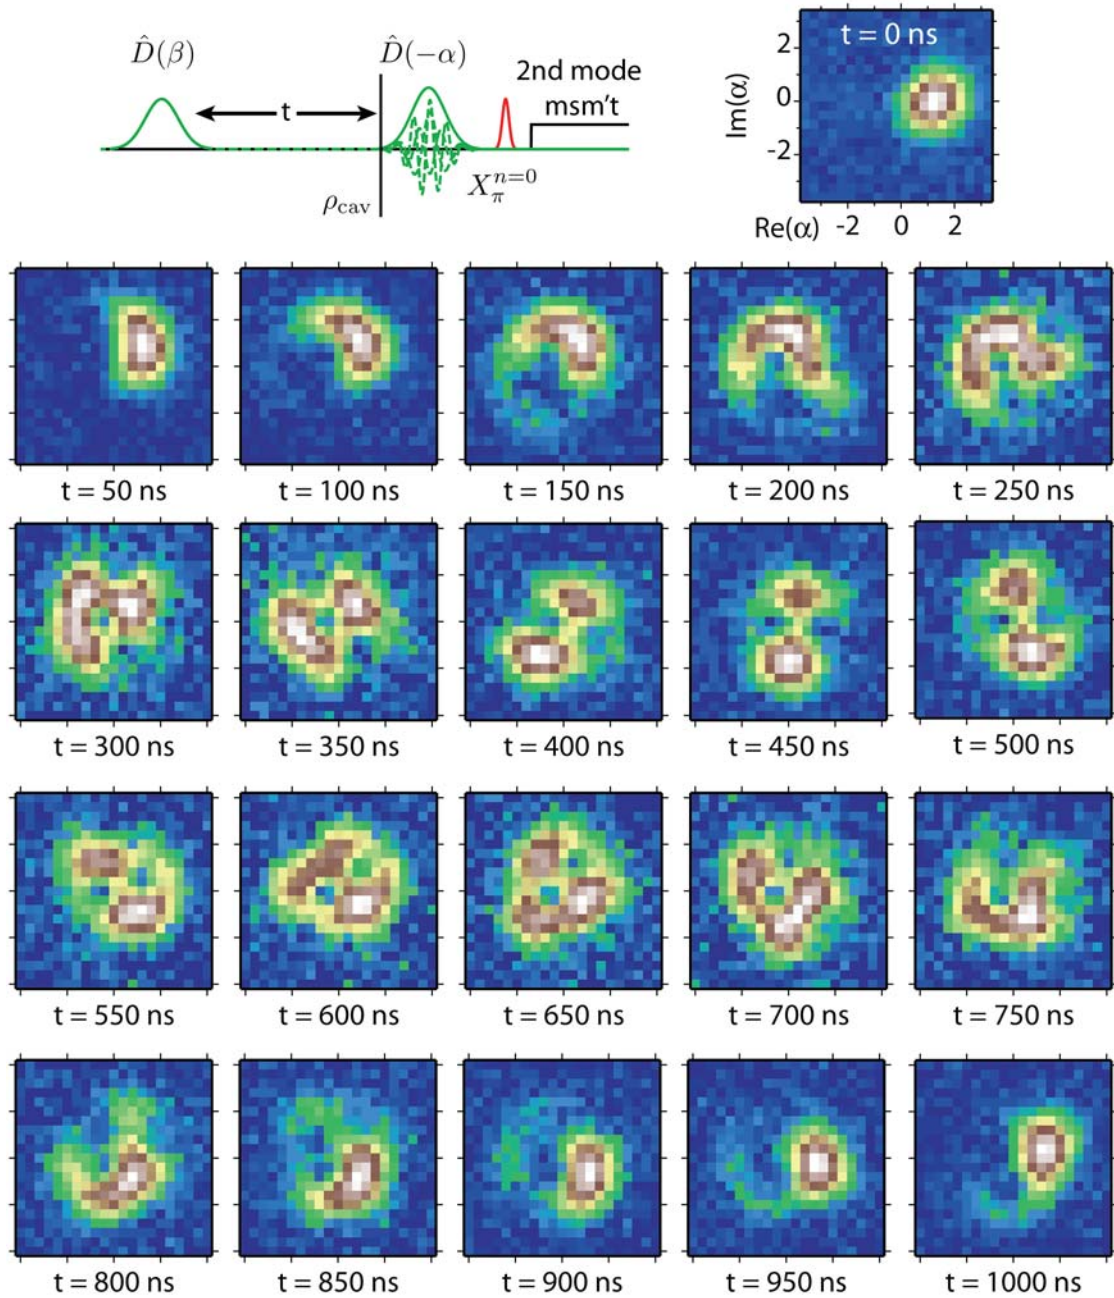 D̂(β)
D̂(−α)
2nd mode
msm't
t
ρcav
X_π^{n=0}
t = 0 ns
Im(α)
2
0
-2
Re(α) -2 0 2
t = 50 ns t = 100 ns t = 150 ns t = 200 ns t = 250 ns
t = 300 ns t = 350 ns t = 400 ns t = 450 ns t = 500 ns
t = 550 ns t = 600 ns t = 650 ns t = 700 ns t = 750 ns
t = 800 ns t = 850 ns t = 900 ns t = 950 ns t = 1000 ns